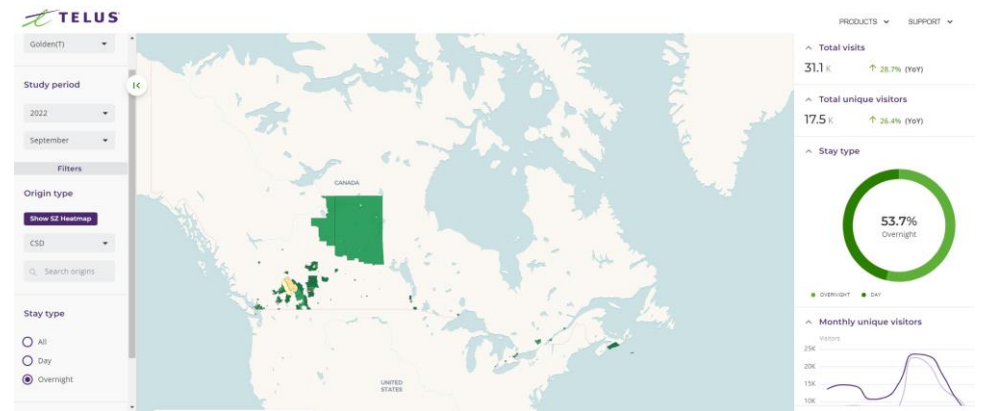 TELUS
PRODUCTS
SUPPORT
Golden(T)
Study period
2022
September
Filters
Origin type
Show SZ Heatmap
CSD
Search origins
Stay type
All
Day
Overnight
CANADA
UNITED
STATES
Total visits
31.1 K 28.7% (YoY)
Total unique visitors
17.5 K 26.4% (YoY)
Stay type
53.7%
Overnight
OVERNIGHT DAY
Monthly unique visitors
Visitors
25K
20K
15K
10K